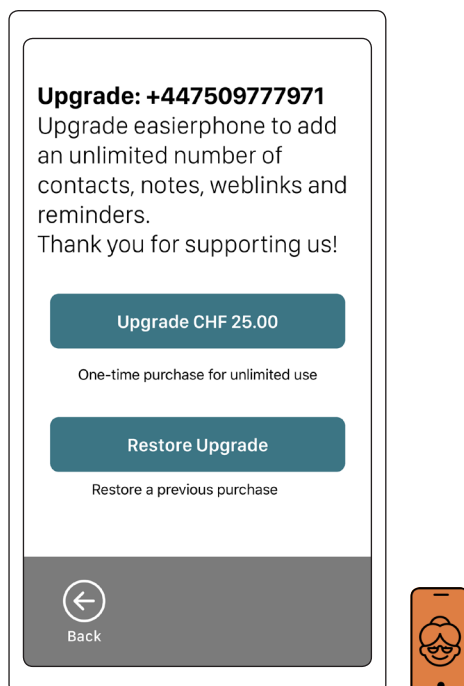 Upgrade: +447509777971
Upgrade easierphone to add
an unlimited number of
contacts, notes, weblinks and
reminders.
Thank you for supporting us!
Upgrade CHF 25.00
One-time purchase for unlimited use
Restore Upgrade
Restore a previous purchase
Back